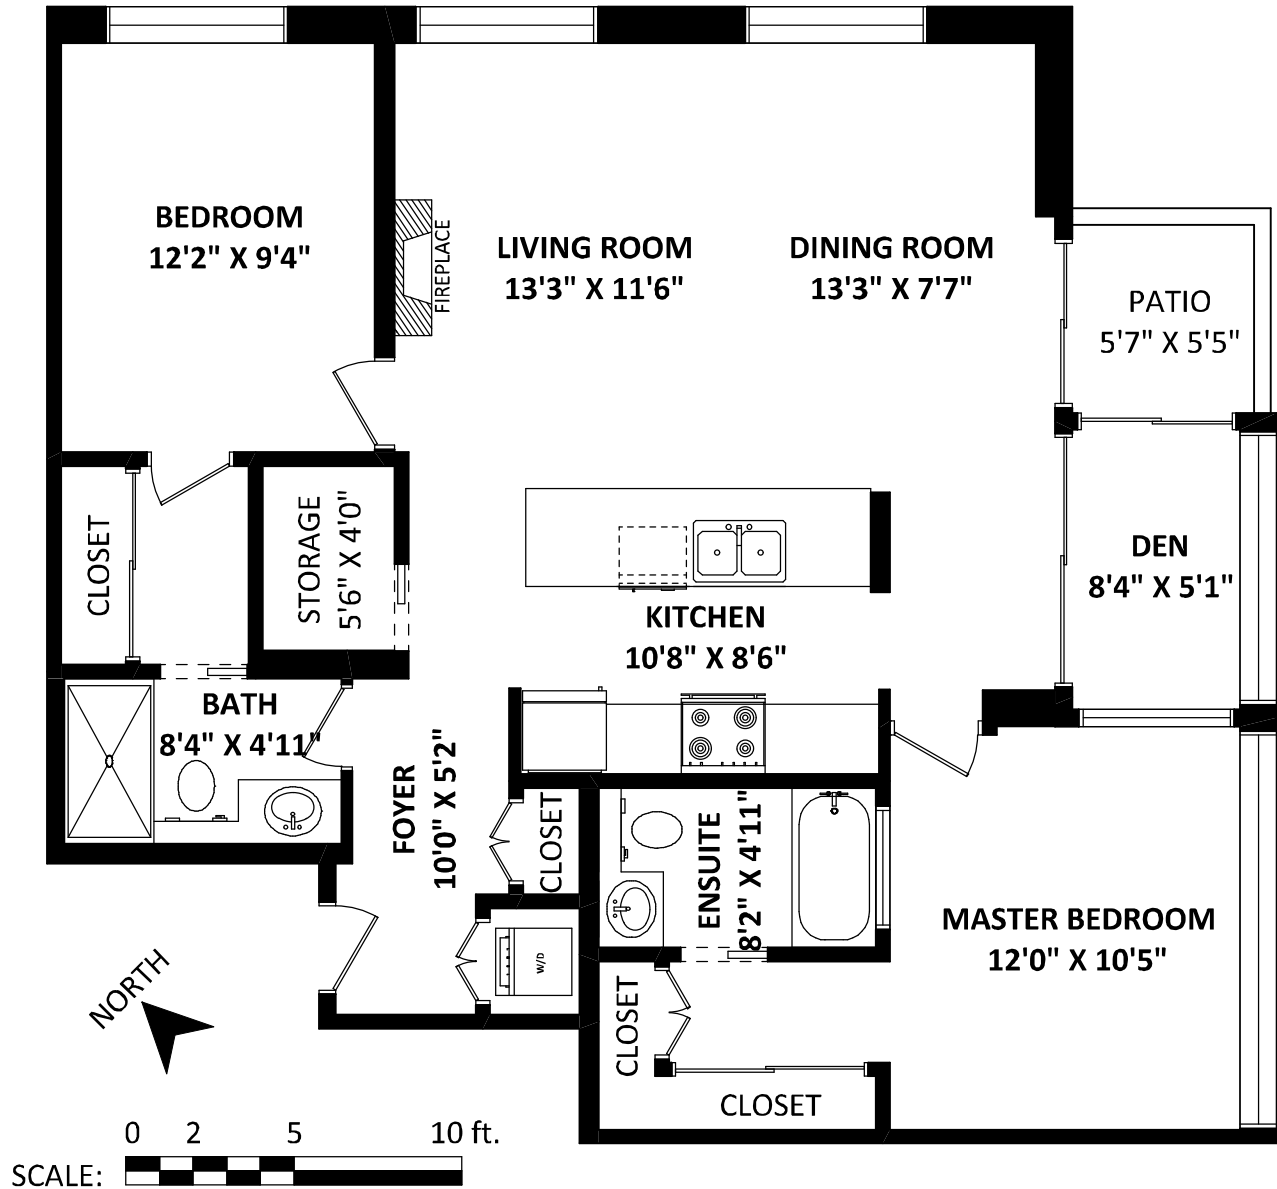 BEDROOM
12'2" X 9'4"
FIREPLACE
LIVING ROOM
13'3" X 11'6"
DINING ROOM
13'3" X 7'7"
PATIO
5'7" X 5'5"
CLOSET
STORAGE
5'6" X 4'0"
DEN
8'4" X 5'1"
KITCHEN
10'8" X 8'6"
BATH
8'4" X 4'11"
FOYER
10'0" X 5'2"
CLOSET
ENSUITE
8'2" X 4'11"
W/D
MASTER BEDROOM
12'0" X 10'5"
NORTH
CLOSET
CLOSET
0 2 5 10 ft.
SCALE: